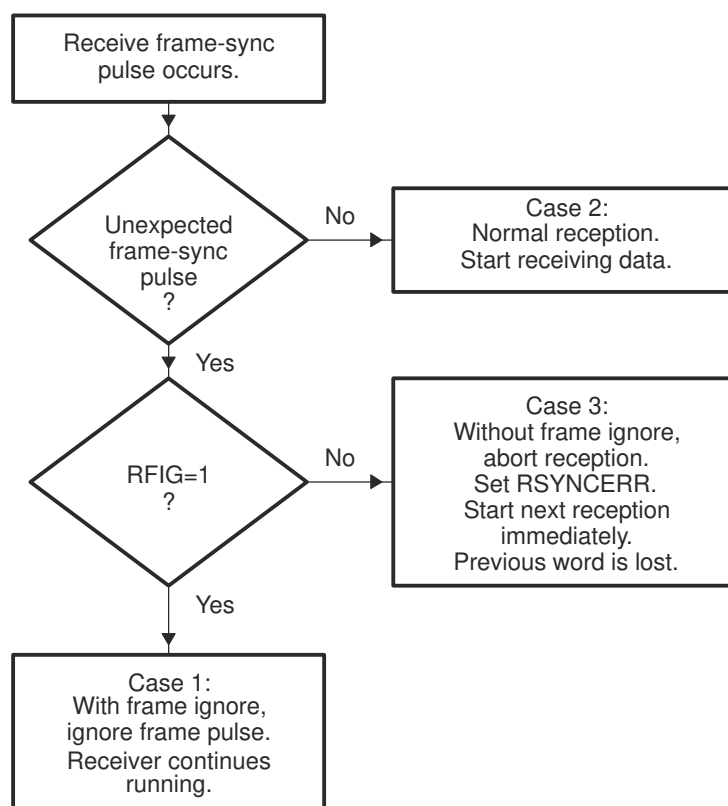 Receive frame-sync
pulse occurs.
Unexpected
frame-sync
pulse
?
No
Case 2:
Normal reception.
Start receiving data.
Yes
RFIG=1
?
No
Case 3:
Without frame ignore,
abort reception.
Set RSYNCERR.
Start next reception
immediately.
Previous word is lost.
Yes
Case 1:
With frame ignore,
ignore frame pulse.
Receiver continues
running.